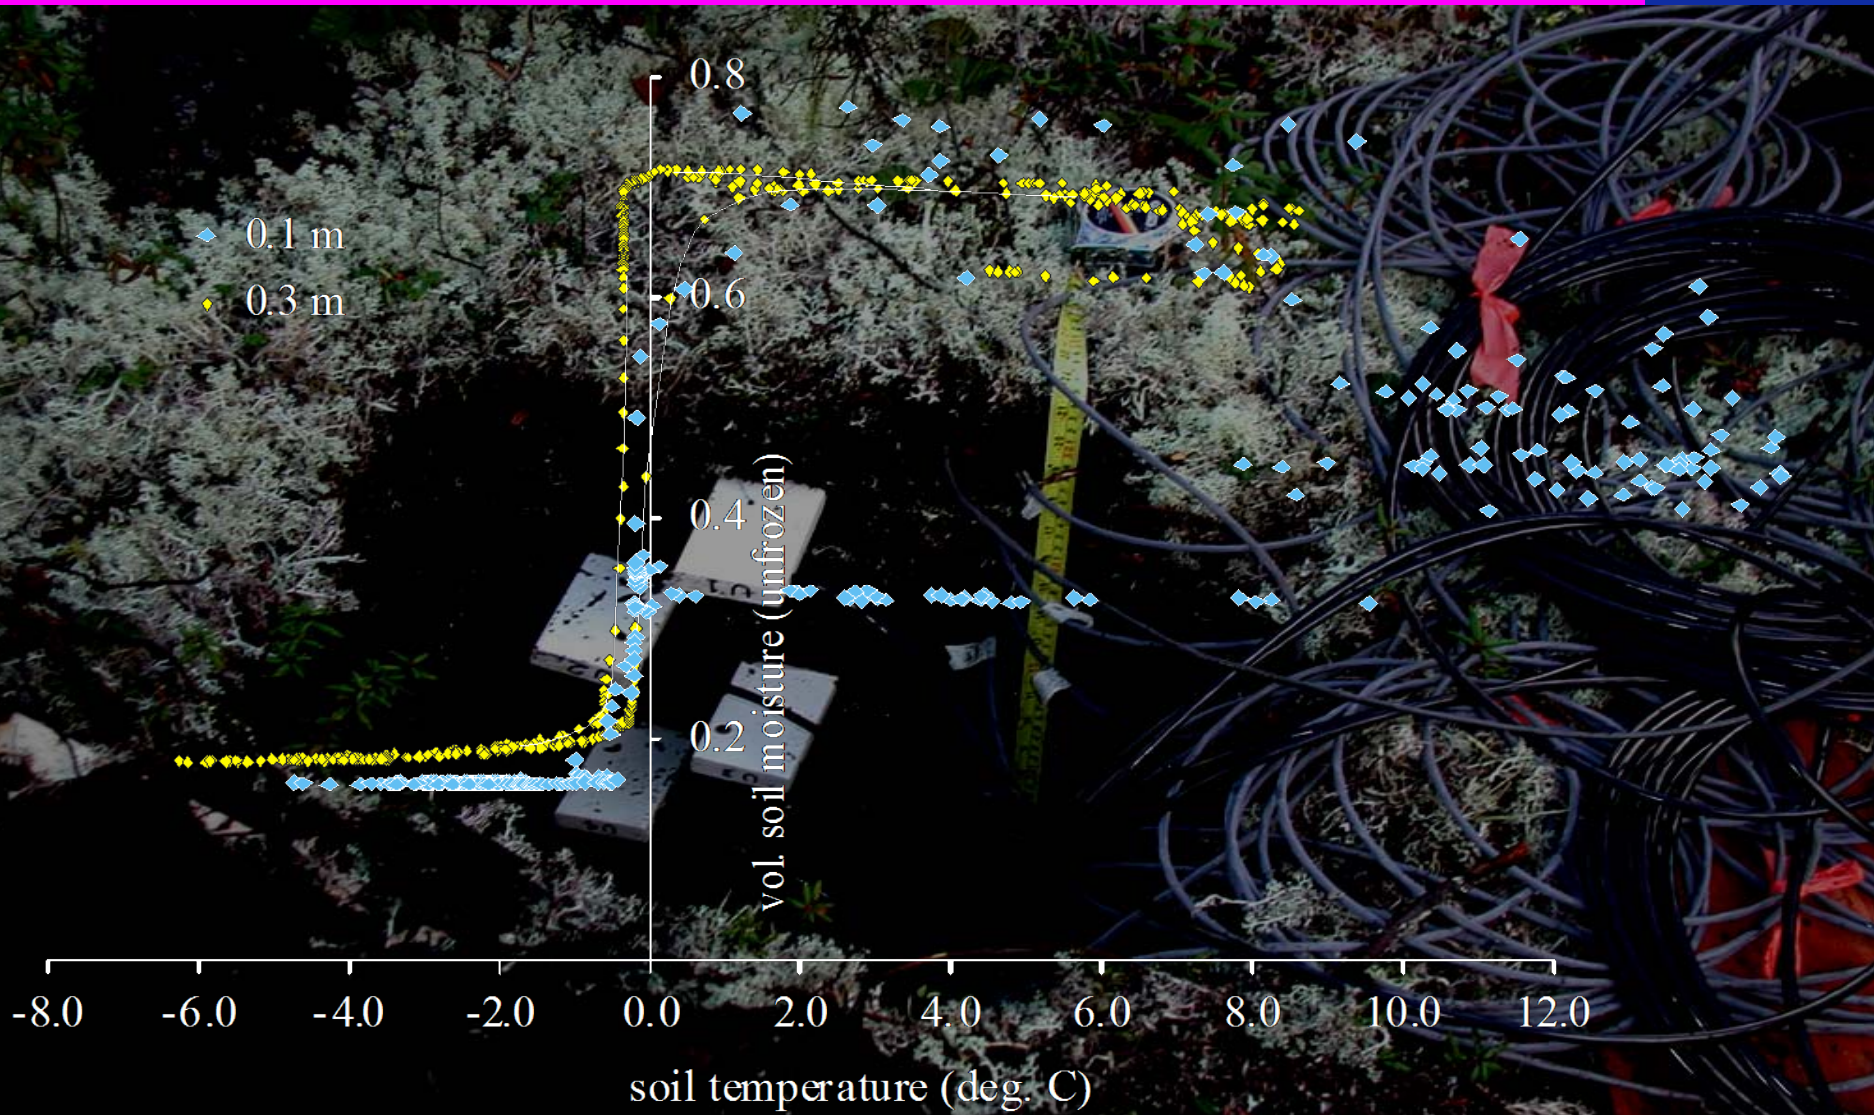 0.8
0.1 m
0.3 m
0.6
0.4
0.2
vol. soil moisture (unfrozen)
-8.0 -6.0 -4.0 -2.0 0.0 2.0 4.0 6.0 8.0 10.0 12.0
soil temperature (deg. C)